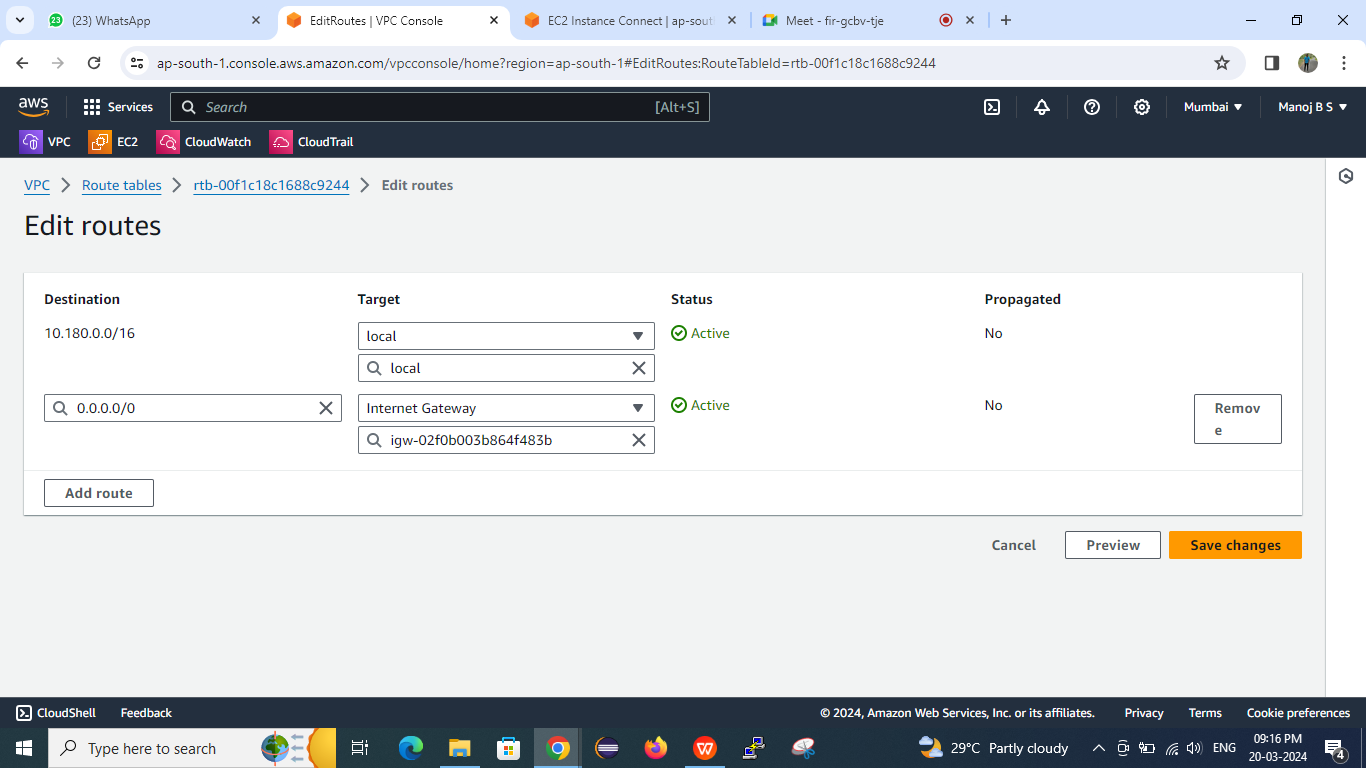 (23) WhatsApp
EditRoutes | VPC Console
EC2 Instance Connect | ap-sout
Meet - fir-gcbv-tje
ap-south-1.console.aws.amazon.com/vpcconsole/home?region=ap-south-1#EditRoutes:RouteTableId=rtb-00f1c18c1688c9244
aws
Services
Search
[Alt+S]
Mumbai
Manoj B S
VPC
EC2
CloudWatch
CloudTrail
VPC
Route tables
rtb-00f1c18c1688c9244
Edit routes
Edit routes
Destination
Target
Status
Propagated
10.180.0.0/16
local
Active
No
local
0.0.0.0/0
Internet Gateway
Active
No
Remov
e
igw-02f0b003b864f483b
Add route
Cancel
Preview
Save changes
CloudShell
Feedback
© 2024, Amazon Web Services, Inc. or its affiliates.
Privacy
Terms
Cookie preferences
Type here to search
29°C Partly cloudy
ENG
09:16 PM
20-03-2024
4